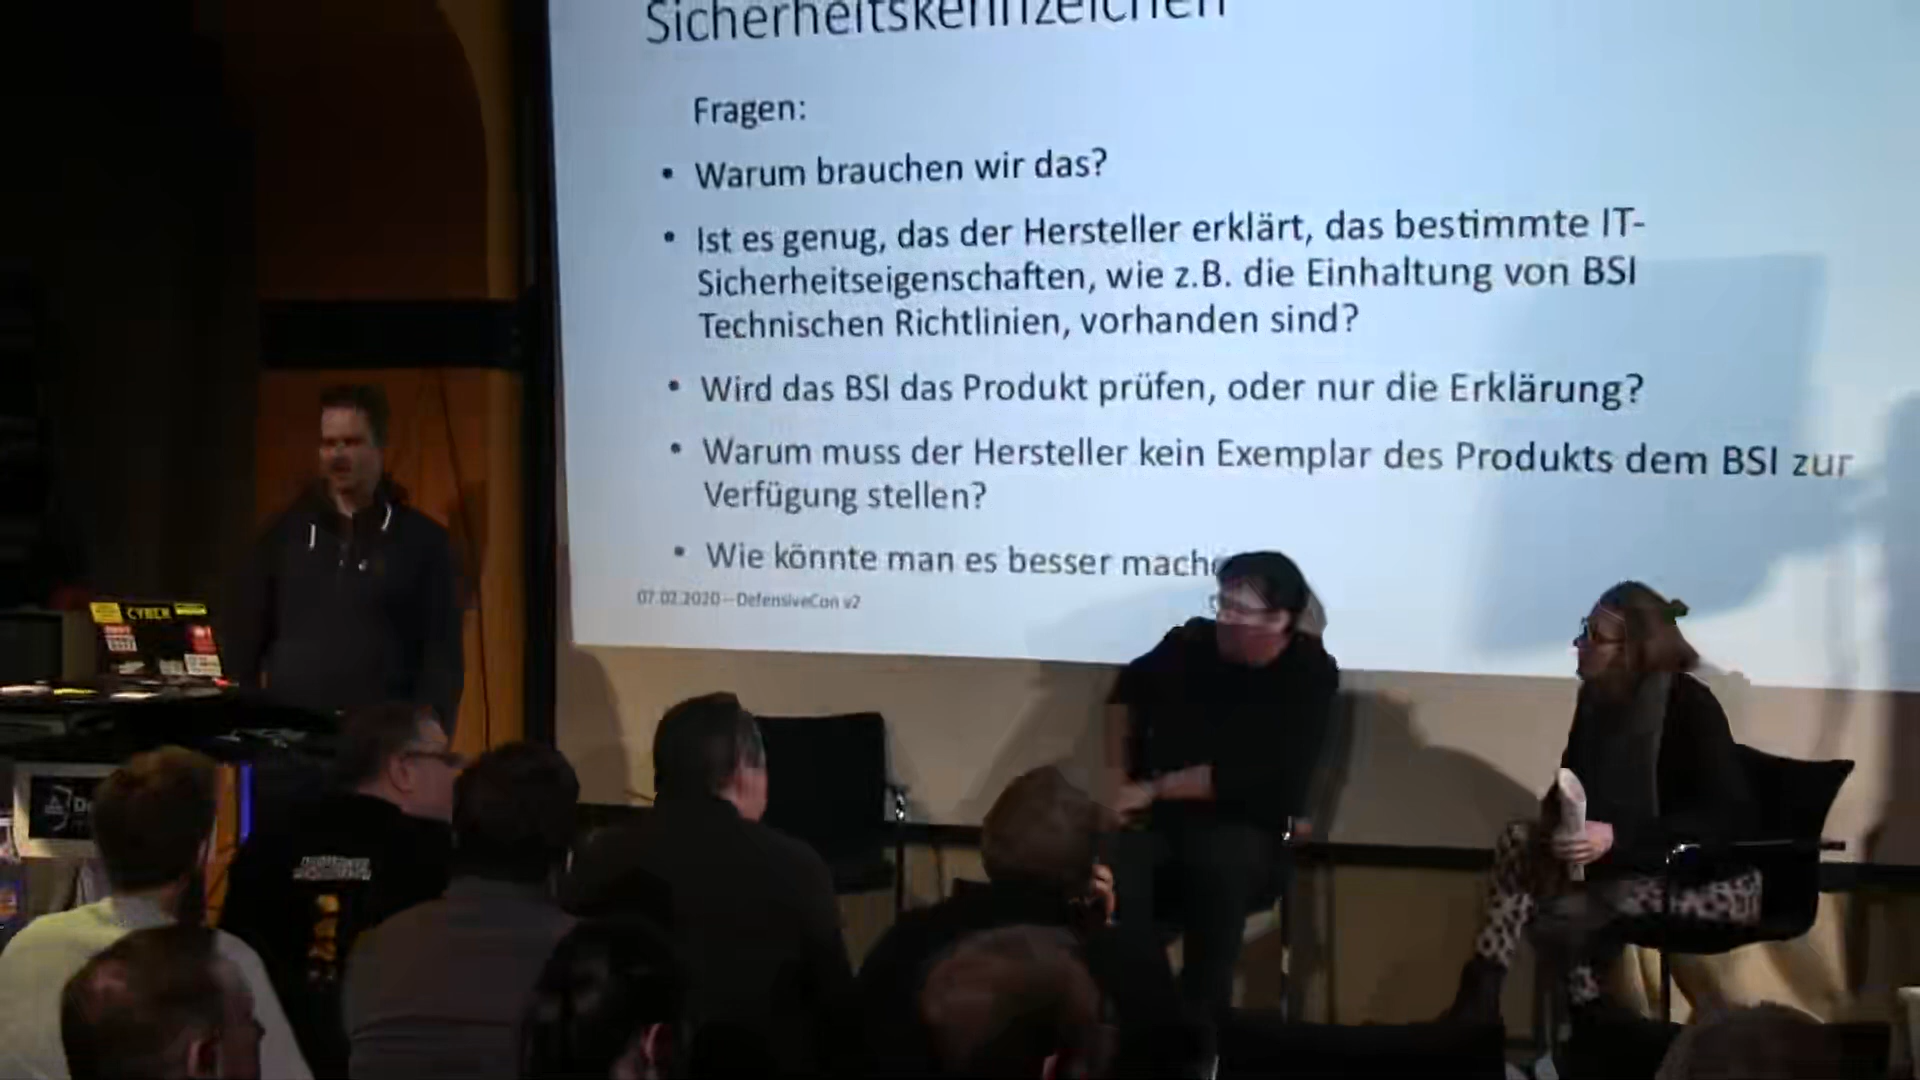 Sicherheitskennzeichen
Fragen:
• Warum brauchen wir das?
• Ist es genug, das der Hersteller erklärt, das bestimmte IT-
Sicherheitseigenschaften, wie z.B. die Einhaltung von BSI
Technischen Richtlinien, vorhanden sind?
• Wird das BSI das Produkt prüfen, oder nur die Erklärung?
• Warum muss der Hersteller kein Exemplar des Produkts dem BSI zur
Verfügung stellen?
• Wie könnte man es besser mach
07.02.2020 – DefensiveCon v2
CYBER
De